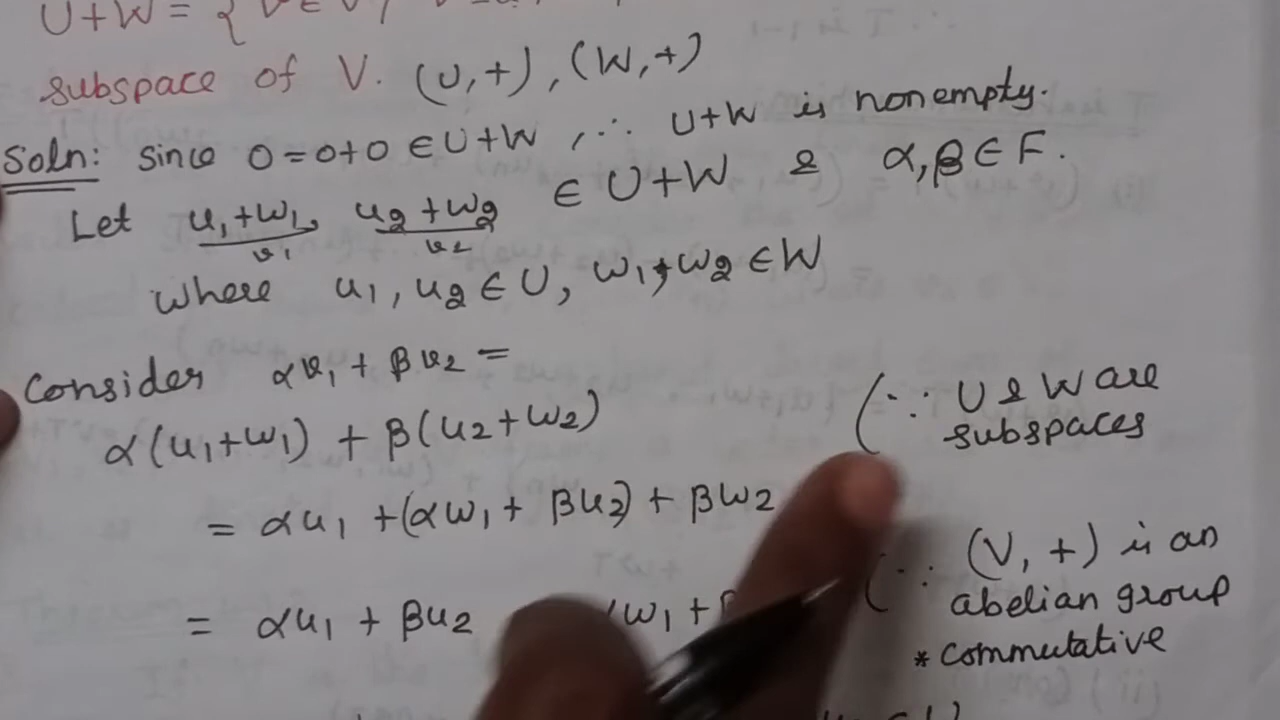 U+W = {
subspace of V. (U,+), (W,+)
Soln: Since 0 = 0+0 ∈ U+W, ∴ U+W is nonempty.
Let u₁+w₁, u₂+w₂ ∈ U+W & α,β ∈ F.
v₁ v₂
where u₁, u₂ ∈ U, w₁, w₂ ∈ W
Consider αv₁ + βv₂ =
α(u₁+w₁) + β(u₂+w₂) (∵ U & W are
subspaces
= αu₁ + (αw₁ + βu₂) + βw₂
(∵ (V, +) is an
= αu₁ + βu₂ w₁ + abelian group
* commutative